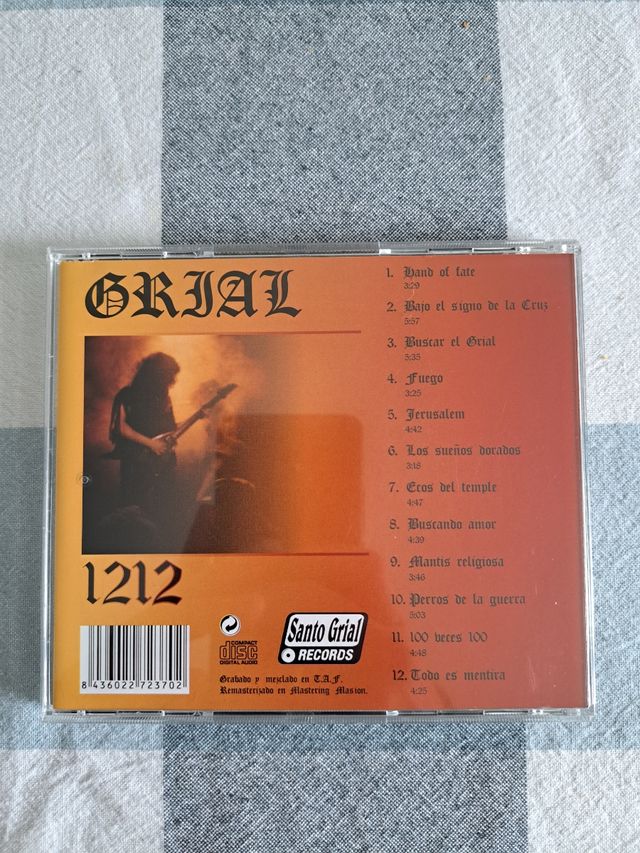 GRIAL
1212
8 436022 723702
COMPACT
disc
DIGITAL AUDIO
Santo Grial
RECORDS
Grabado y mezclado en T.A.F.
Remasterizado en Mastering Masion.
1. Hand of fate
3:29
2. Bajo el signo de la Cruz
5:57
3. Buscar el Grial
5:35
4. Fuego
3:25
5. Jerusalem
4:42
6. Los sueños dorados
3:18
7. Ecos del temple
4:47
8. Buscando amor
4:39
9. Mantis religiosa
3:46
10. Perros de la guerra
5:03
11. 100 veces 100
4:48
12. Todo es mentira
4:25